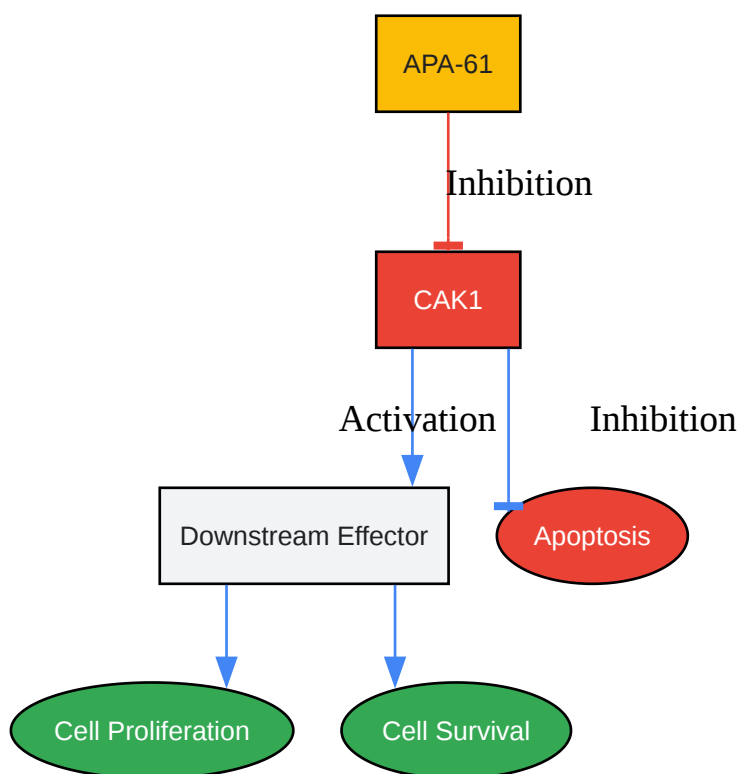 APA-61
Inhibition
CAK1
Activation
Inhibition
Downstream Effector
Apoptosis
Cell Proliferation
Cell Survival